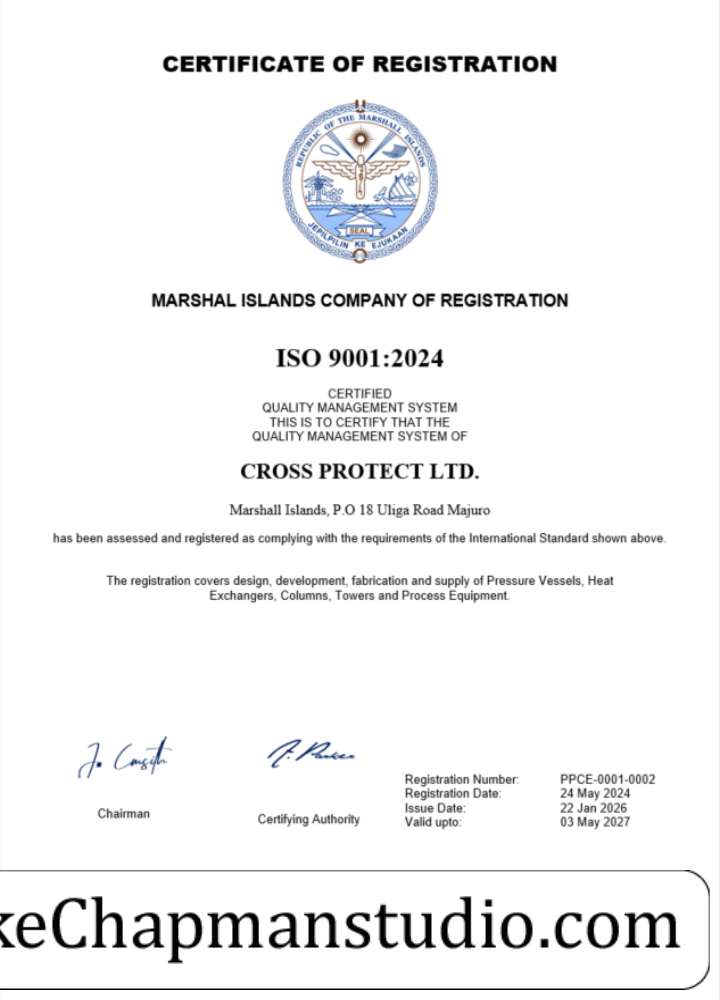 CERTIFICATE OF REGISTRATION
REPUBLIC OF THE MARSHALL ISLANDS
SEAL
JEPILPILIN KE EJUKAAN
MARSHAL ISLANDS COMPANY OF REGISTRATION
ISO 9001:2024
CERTIFIED
QUALITY MANAGEMENT SYSTEM
THIS IS TO CERTIFY THAT THE
QUALITY MANAGEMENT SYSTEM OF
CROSS PROTECT LTD.
Marshall Islands, P.O 18 Uliga Road Majuro
has been assessed and registered as complying with the requirements of the International Standard shown above.
The registration covers design, development, fabrication and supply of Pressure Vessels, Heat
Exchangers, Columns, Towers and Process Equipment.
Chairman
Certifying Authority
Registration Number: PPCE-0001-0002
Registration Date: 24 May 2024
Issue Date: 22 Jan 2026
Valid upto: 03 May 2027
keChapmanstudio.com